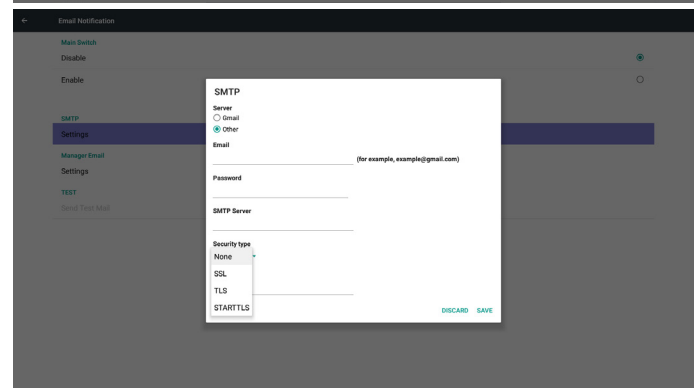 Email Notification
Main Switch
Disable
Enable
SMTP
Settings
Manager Email
Settings
TEST
Send Test Mail
SMTP
Server
Gmail
Other
Email
(for example, example@gmail.com)
Password
SMTP Server
Security type
None
SSL
TLS
STARTTLS
DISCARD SAVE